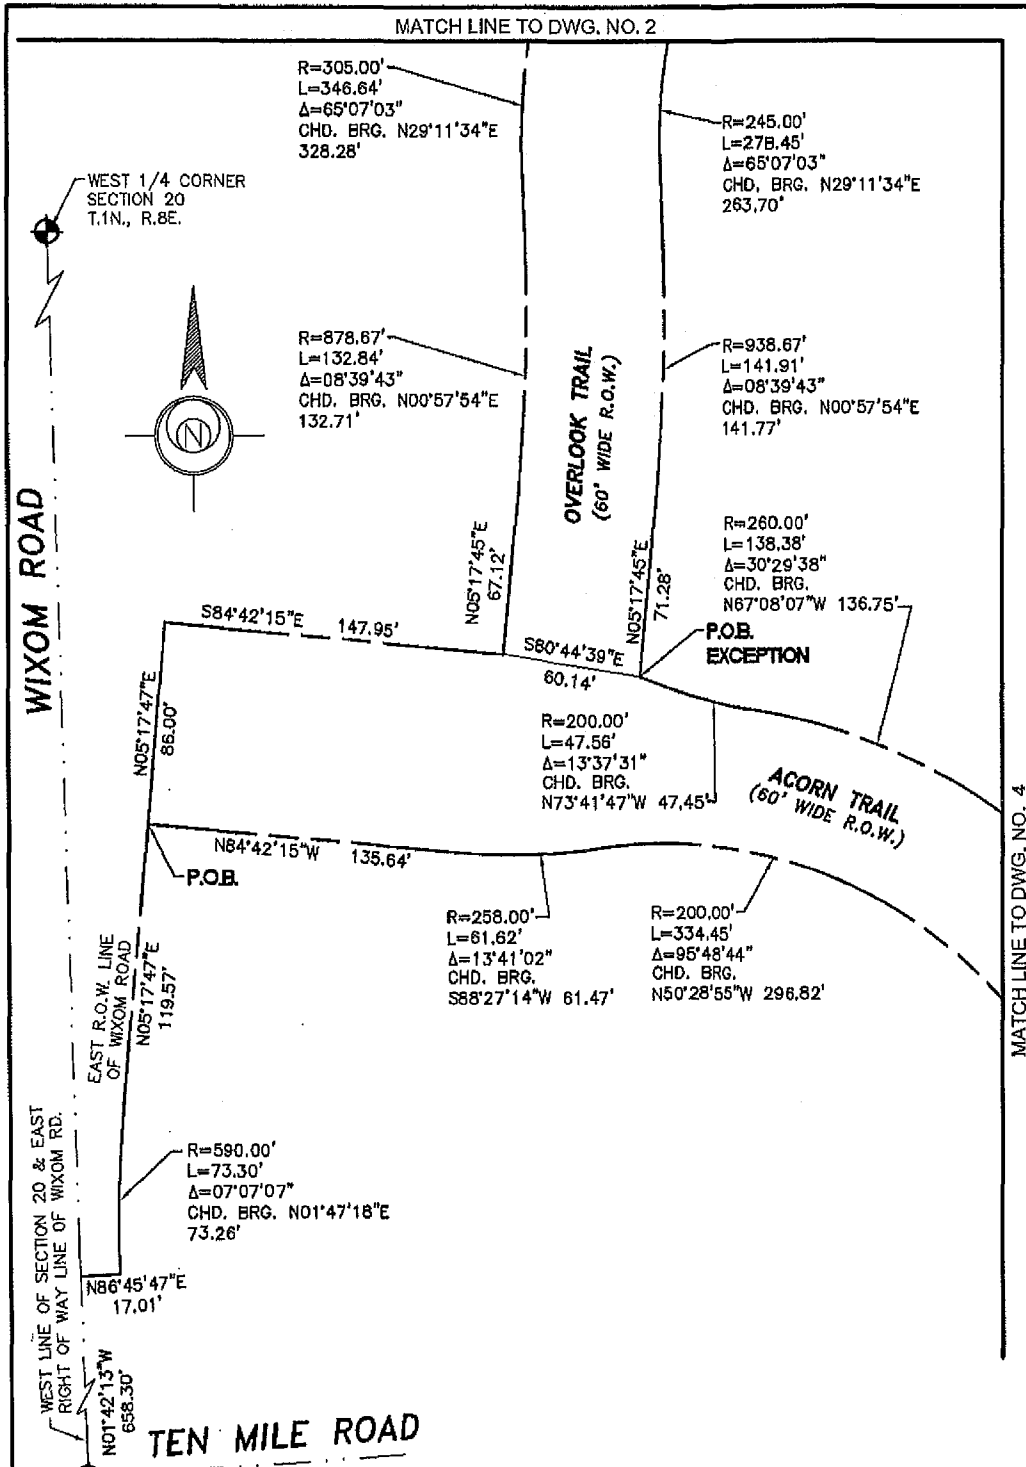 MATCH LINE TO DWG. NO. 2
R=305.00'
L=346.64'
Δ=65°07'03"
CHD. BRG. N29°11'34"E
328.28'
R=245.00'
L=278.45'
Δ=65°07'03"
CHD. BRG. N29°11'34"E
263.70'
WEST 1/4 CORNER
SECTION 20
T.1N., R.8E.
N
R=878.67'
L=132.84'
Δ=08°39'43"
CHD. BRG. N00°57'54"E
132.71'
OVERLOOK TRAIL
(60' WIDE R.O.W.)
R=938.67'
L=141.91'
Δ=08°39'43"
CHD. BRG. N00°57'54"E
141.77'
WIXOM ROAD
N05°17'45"E
67.12'
N05°17'45"E
71.28'
R=260.00'
L=138.38'
Δ=30°29'38"
CHD. BRG.
N67°08'07"W 136.75'
P.O.B.
EXCEPTION
S84°42'15"E 147.95'
S80°44'39"E
60.14'
N05°17'47"E
86.00'
R=200.00'
L=47.56'
Δ=13°37'31"
CHD. BRG.
N73°41'47"W 47.45'
ACORN TRAIL
(60' WIDE R.O.W.)
MATCH LINE TO DWG. NO. 4
N84°42'15"W 135.64'
P.O.B.
R=258.00'
L=61.62'
Δ=13°41'02"
CHD. BRG.
S88°27'14"W 61.47'
R=200.00'
L=334.45'
Δ=95°48'44"
CHD. BRG.
N50°28'55"W 296.82'
EAST R.O.W. LINE
OF WIXOM ROAD
N05°17'47"E
119.57'
R=590.00'
L=73.30'
Δ=07°07'07"
CHD. BRG. N01°47'18"E
73.26'
WEST LINE OF SECTION 20 & EAST
RIGHT OF WAY LINE OF WIXOM RD.
N86°45'47"E
17.01'
N01°42'13"W
658.30'
TEN MILE ROAD